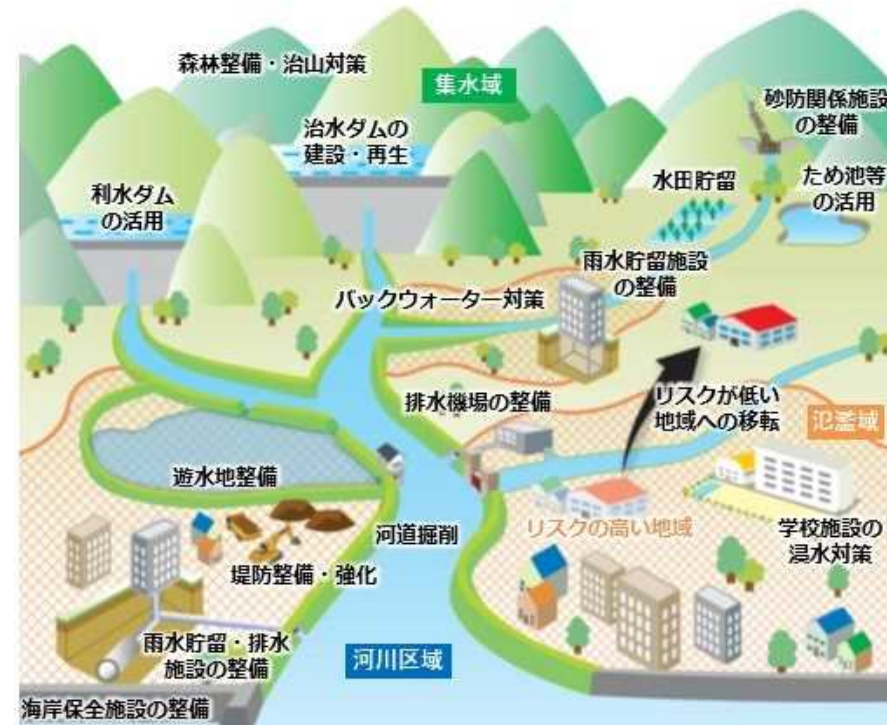 森林整備・治山対策
集水域
砂防関係施設
の整備
治水ダムの
建設・再生
水田貯留
ため池等
の活用
利水ダム
の活用
雨水貯留施設
の整備
バックウォーター対策
排水機場の整備
リスクが低い
地域への移転
氾濫域
遊水地整備
河道掘削
リスクの高い地域
学校施設の
浸水対策
堤防整備・強化
雨水貯留・排水
施設の整備
河川区域
海岸保全施設の整備